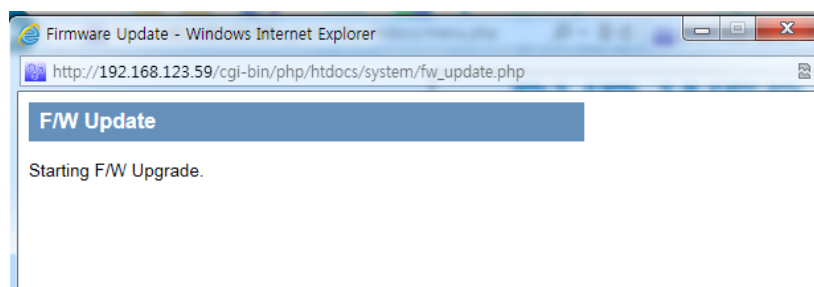 Firmware Update - Windows Internet Explorer
http://192.168.123.59/cgi-bin/php/htdocs/system/fw_update.php
F/W Update
Starting F/W Upgrade.